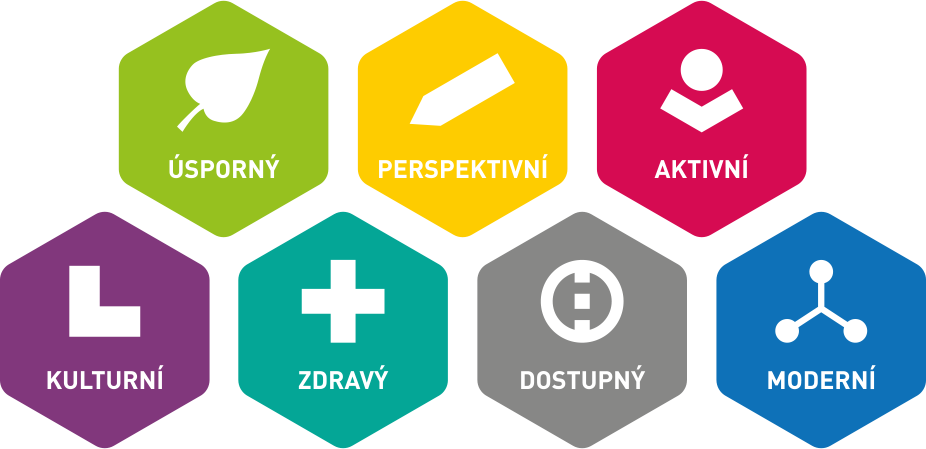 ÚSPORNÝ
PERSPEKTIVNÍ
AKTIVNÍ
KULTURNÍ
ZDRAVÝ
DOSTUPNÝ
MODERNÍ